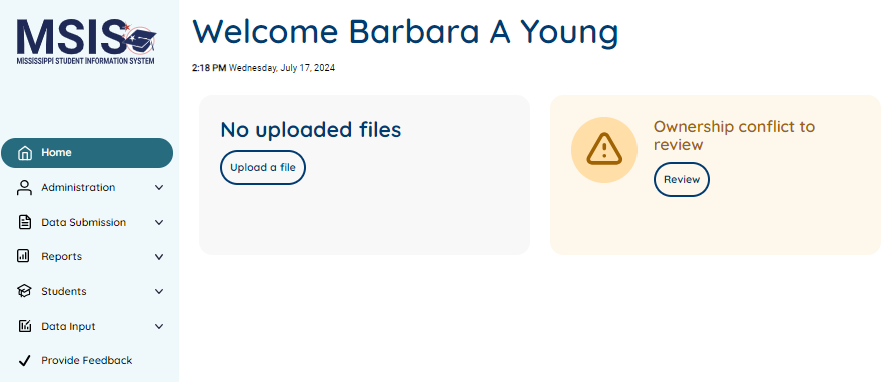 MSIS
MISSISSIPPI STUDENT INFORMATION SYSTEM
Home
Administration
Data Submission
Reports
Students
Data Input
Provide Feedback
Welcome Barbara A Young
2:18 PM Wednesday, July 17, 2024
No uploaded files
Upload a file
Ownership conflict to
review
Review